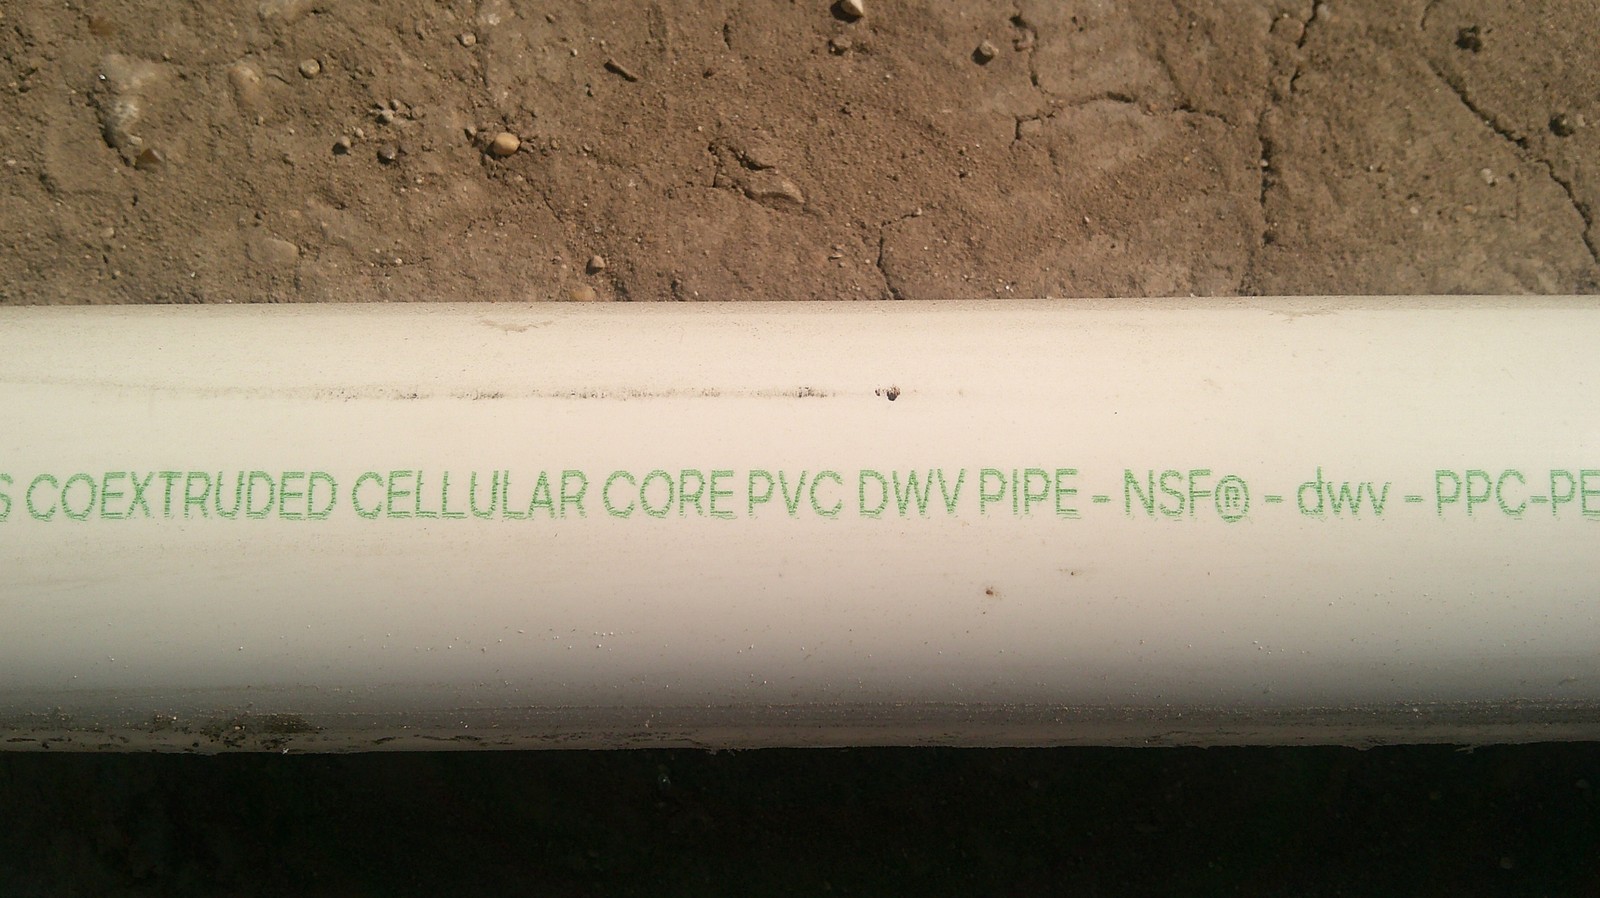 S COEXTRUDED CELLULAR CORE PVC DWV PIPE - NSF® - dwv - PPC-PE